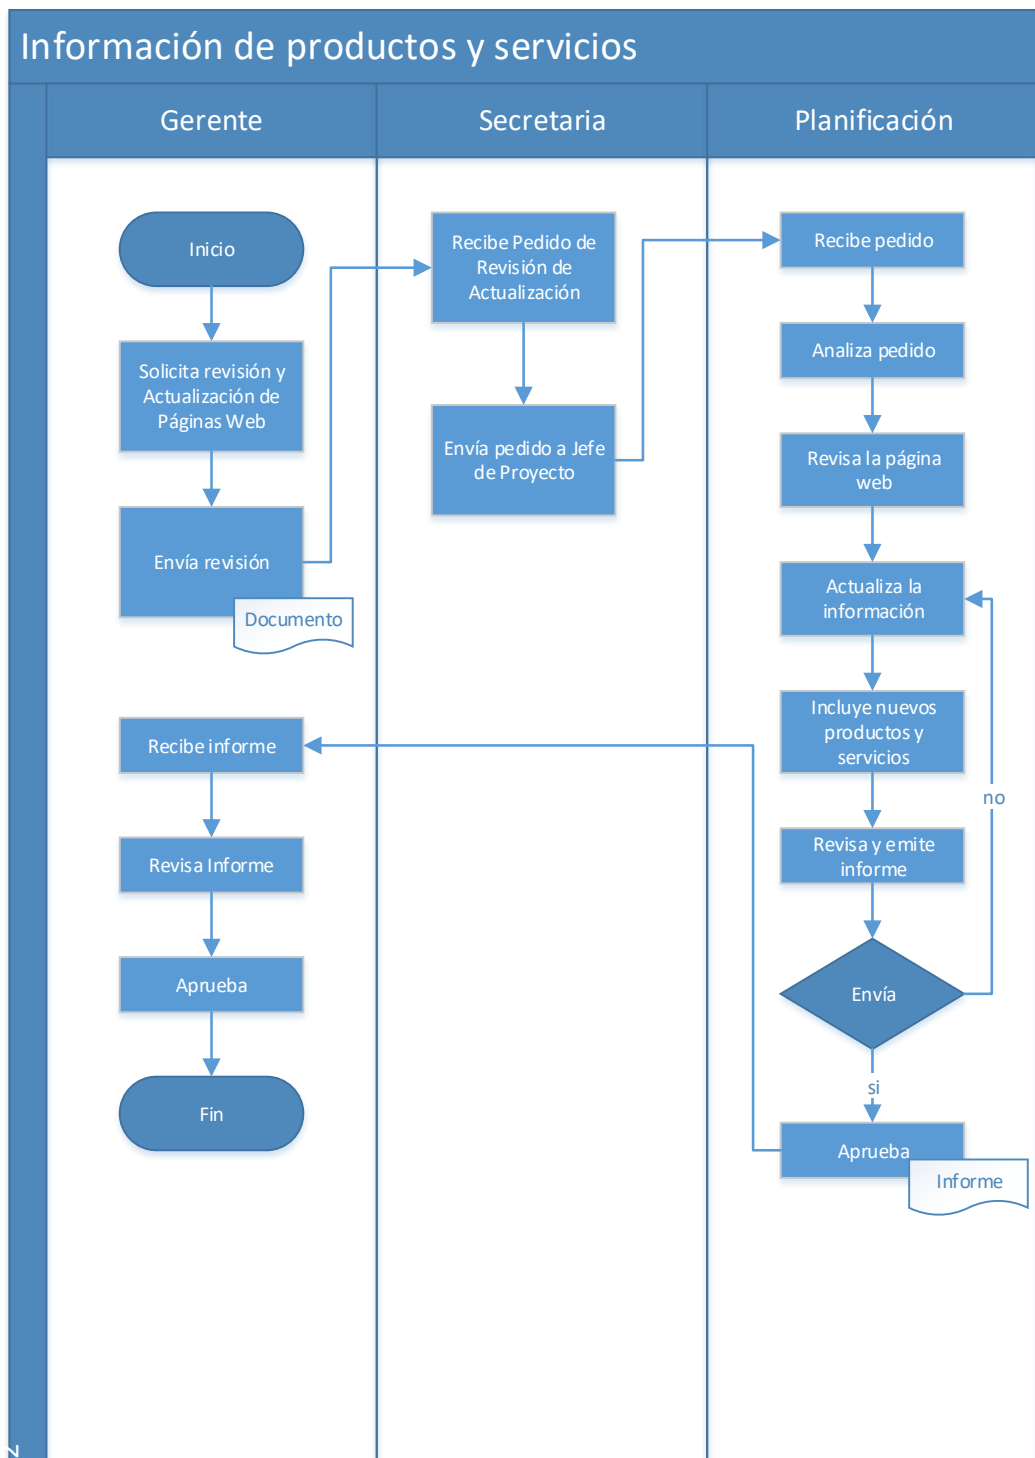 Información de productos y servicios
Gerente
Secretaria
Planificación
Inicio
Solicita revisión y
Actualización de
Páginas Web
Envía revisión
Documento
Recibe informe
Revisa Informe
Aprueba
Fin
Recibe Pedido de
Revisión de
Actualización
Envía pedido a Jefe
de Proyecto
Recibe pedido
Analiza pedido
Revisa la página
web
Actualiza la
información
Incluye nuevos
productos y
servicios
no
Revisa y emite
informe
Envía
si
Aprueba
Informe